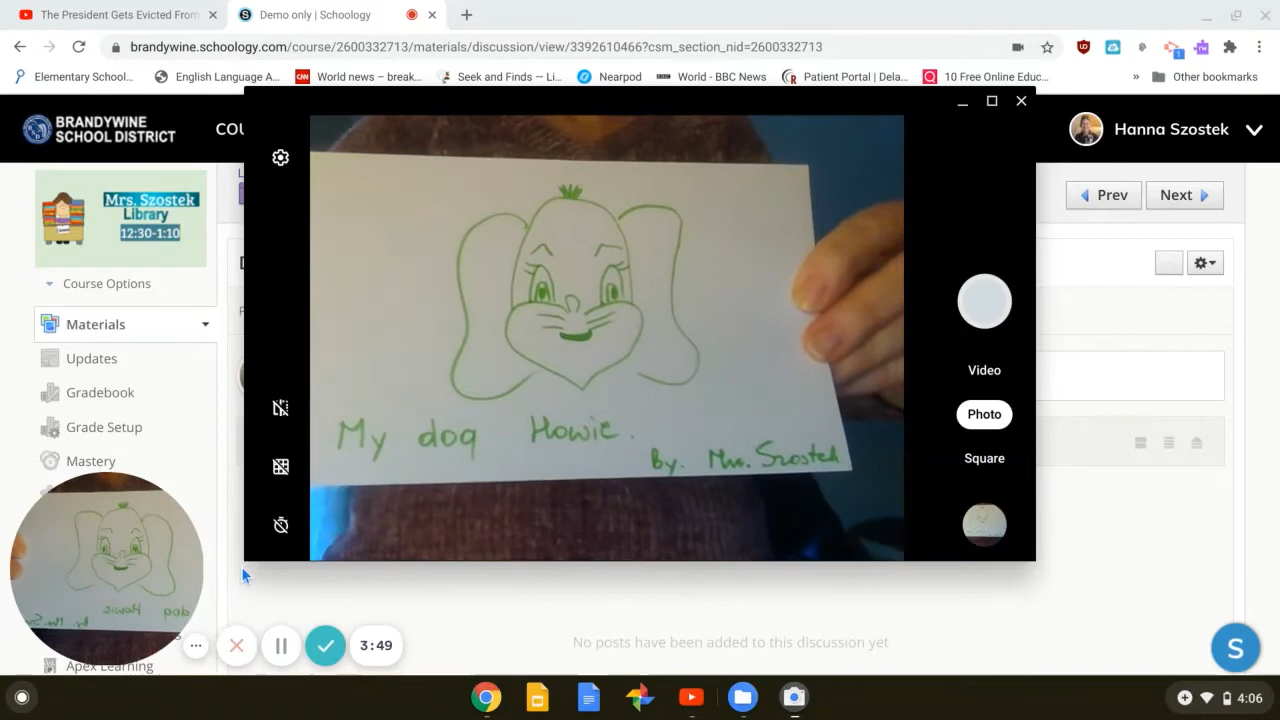 The President Gets Evicted From
Demo only | Schoology
brandywine.schoology.com/course/2600332713/materials/discussion/view/3392610466?csm_section_nid=2600332713
Elementary School...
English Language A...
World news – break...
Seek and Finds — Li...
Nearpod
World - BBC News
Patient Portal | Dela...
10 Free Online Educ...
»
Other bookmarks
BRANDYWINE
SCHOOL DISTRICT
COU
Hanna Szostek
Mrs. Szostek
Library
12:30-1:10
Prev
Next
Course Options
Materials
Updates
Gradebook
Grade Setup
Mastery
Apex Learning
My dog Howie.
By. Mrs. Szostek
Video
Photo
Square
3:49
No posts have been added to this discussion yet
S
4:06